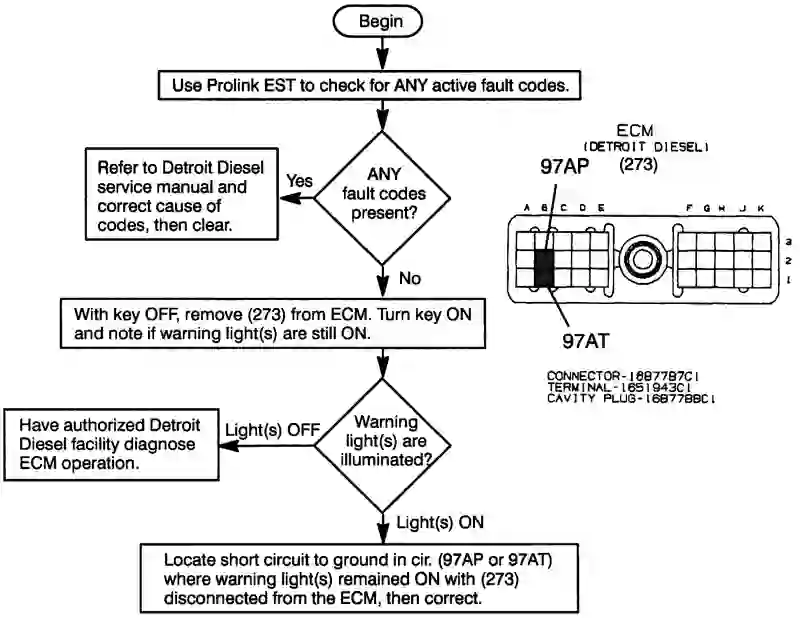 Begin
Use Prolink EST to check for ANY active fault codes.
ANY
fault codes
present?
Yes
Refer to Detroit Diesel
service manual and
correct cause of
codes, then clear.
No
With key OFF, remove (273) from ECM. Turn key ON
and note if warning light(s) are still ON.
Warning
light(s) are
illuminated?
Light(s) OFF
Have authorized Detroit
Diesel facility diagnose
ECM operation.
Light(s) ON
Locate short circuit to ground in cir. (97AP or 97AT)
where warning light(s) remained ON with (273)
disconnected from the ECM, then correct.
ECM
(DETROIT DIESEL)
(273)
97AP
A B C D E F G H J K
3
2
1
97AT
CONNECTOR-1687787C1
TERMINAL-1651943C1
CAVITY PLUG-1687788C1